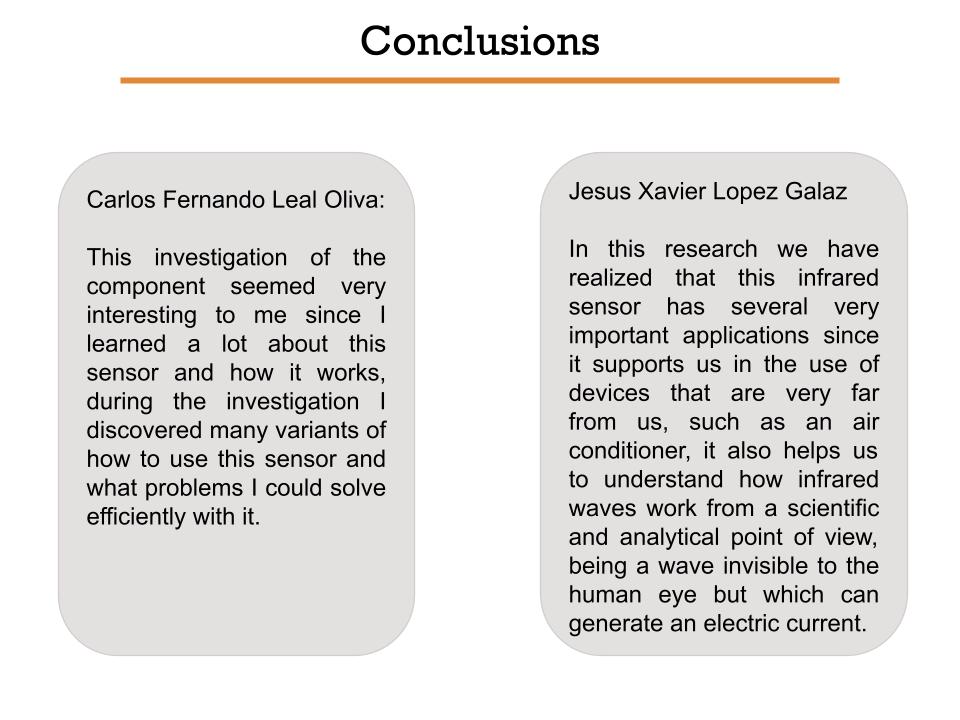 Conclusions
Carlos Fernando Leal Oliva:
This investigation of the
component seemed very
interesting to me since I
learned a lot about this
sensor and how it works,
during the investigation I
discovered many variants of
how to use this sensor and
what problems I could solve
efficiently with it.
Jesus Xavier Lopez Galaz
In this research we have
realized that this infrared
sensor has several very
important applications since
it supports us in the use of
devices that are very far
from us, such as an air
conditioner, it also helps us
to understand how infrared
waves work from a scientific
and analytical point of view,
being a wave invisible to the
human eye but which can
generate an electric current.